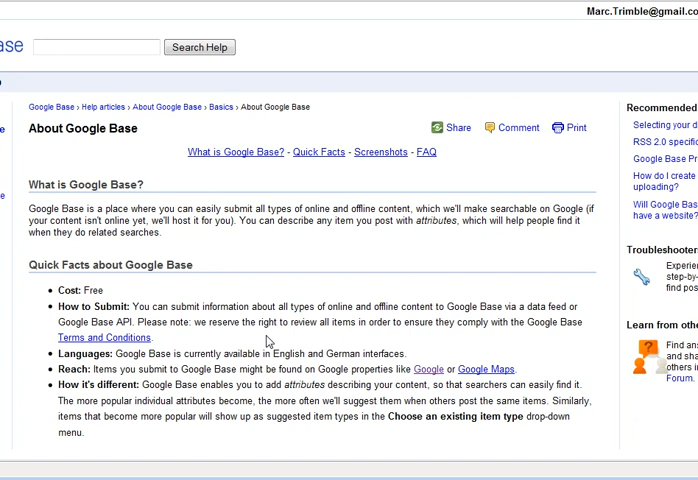 Marc.Trimble@gmail.co
ase
Search Help
Google Base › Help articles › About Google Base › Basics › About Google Base
About Google Base
Share Comment Print
What is Google Base? - Quick Facts - Screenshots - FAQ
What is Google Base?
Google Base is a place where you can easily submit all types of online and offline content, which we'll make searchable on Google (if
your content isn't online yet, we'll host it for you). You can describe any item you post with attributes, which will help people find it
when they do related searches.
Quick Facts about Google Base
• Cost: Free
• How to Submit: You can submit information about all types of online and offline content to Google Base via a data feed or
Google Base API. Please note: we reserve the right to review all items in order to ensure they comply with the Google Base
Terms and Conditions.
• Languages: Google Base is currently available in English and German interfaces.
• Reach: Items you submit to Google Base might be found on Google properties like Google or Google Maps.
• How it's different: Google Base enables you to add attributes describing your content, so that searchers can easily find it.
The more popular individual attributes become, the more often we'll suggest them when others post the same items. Similarly,
items that become more popular will show up as suggested item types in the Choose an existing item type drop-down
menu.
Recommended
Selecting your d
RSS 2.0 specific
Google Base Pr
How do I create
uploading?
Will Google Bas
have a website?
Troubleshooter
Experie
step-by-
find pos
Learn from othe
Find an
and sha
others i
Forum.